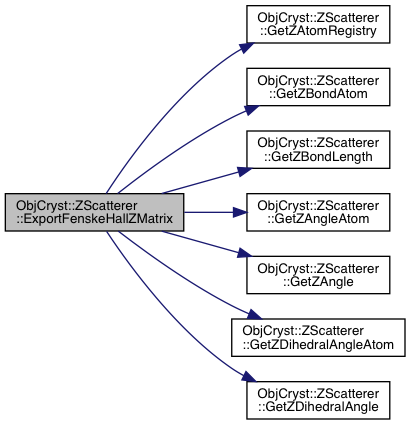 ObjCryst::ZScatterer
::ExportFenskeHallZMatrix
ObjCryst::ZScatterer
::GetZAtomRegistry
ObjCryst::ZScatterer
::GetZBondAtom
ObjCryst::ZScatterer
::GetZBondLength
ObjCryst::ZScatterer
::GetZAngleAtom
ObjCryst::ZScatterer
::GetZAngle
ObjCryst::ZScatterer
::GetZDihedralAngleAtom
ObjCryst::ZScatterer
::GetZDihedralAngle